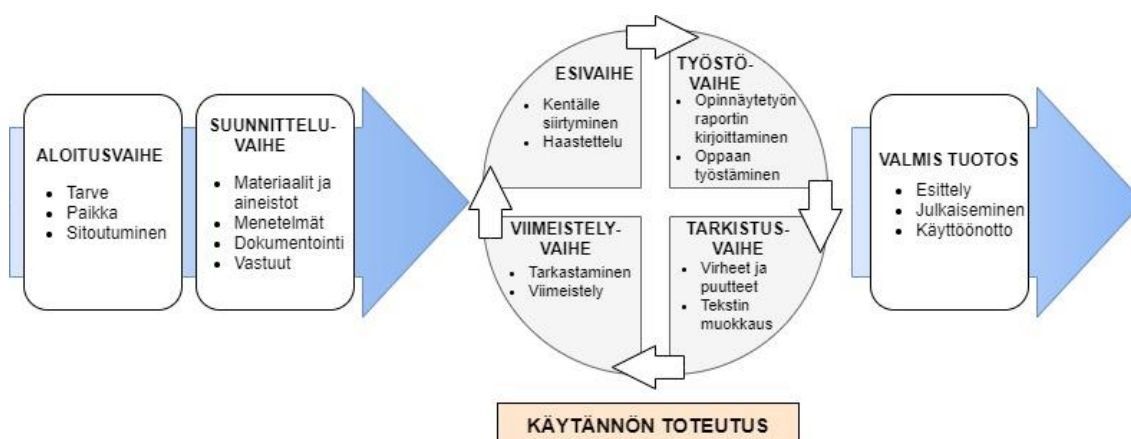 ALOITUSVAIHE
• Tarve
• Paikka
• Sitoutuminen
SUUNNITTELU-
VAIHE
• Materiaalit ja
aineistot
• Menetelmät
• Dokumentointi
• Vastuut
ESIVAIHE
• Kentälle
siirtyminen
• Haastettelu
TYÖSTÖ-
VAIHE
• Opinnäytetyön
raportin
kirjoittaminen
• Oppaan
työstäminen
VIIMEISTELY-
VAIHE
• Tarkastaminen
• Viimeistely
TARKISTUS-
VAIHE
• Virheet ja
puutteet
• Tekstin
muokkaus
VALMIS TUOTOS
• Esittely
• Julkaiseminen
• Käyttöönotto
KÄYTÄNNÖN TOTEUTUS